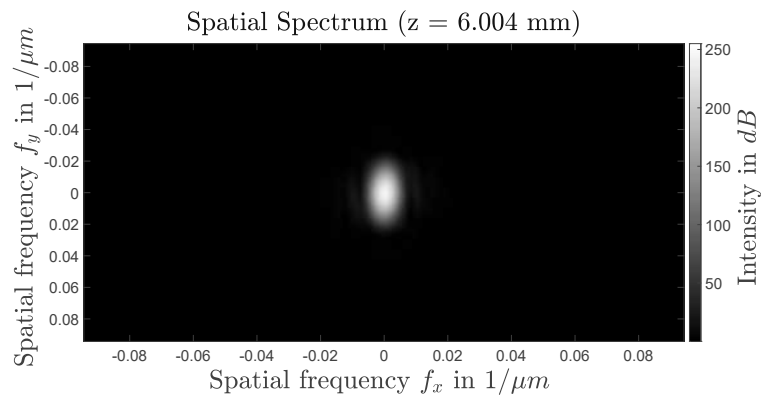 Spatial Spectrum (z = 6.004 mm)
Spatial frequency f_y in 1/μm
-0.08
-0.06
-0.04
-0.02
0
0.02
0.04
0.06
0.08
-0.08 -0.06 -0.04 -0.02 0 0.02 0.04 0.06 0.08
Spatial frequency f_x in 1/μm
250
200
150
100
50
Intensity in dB